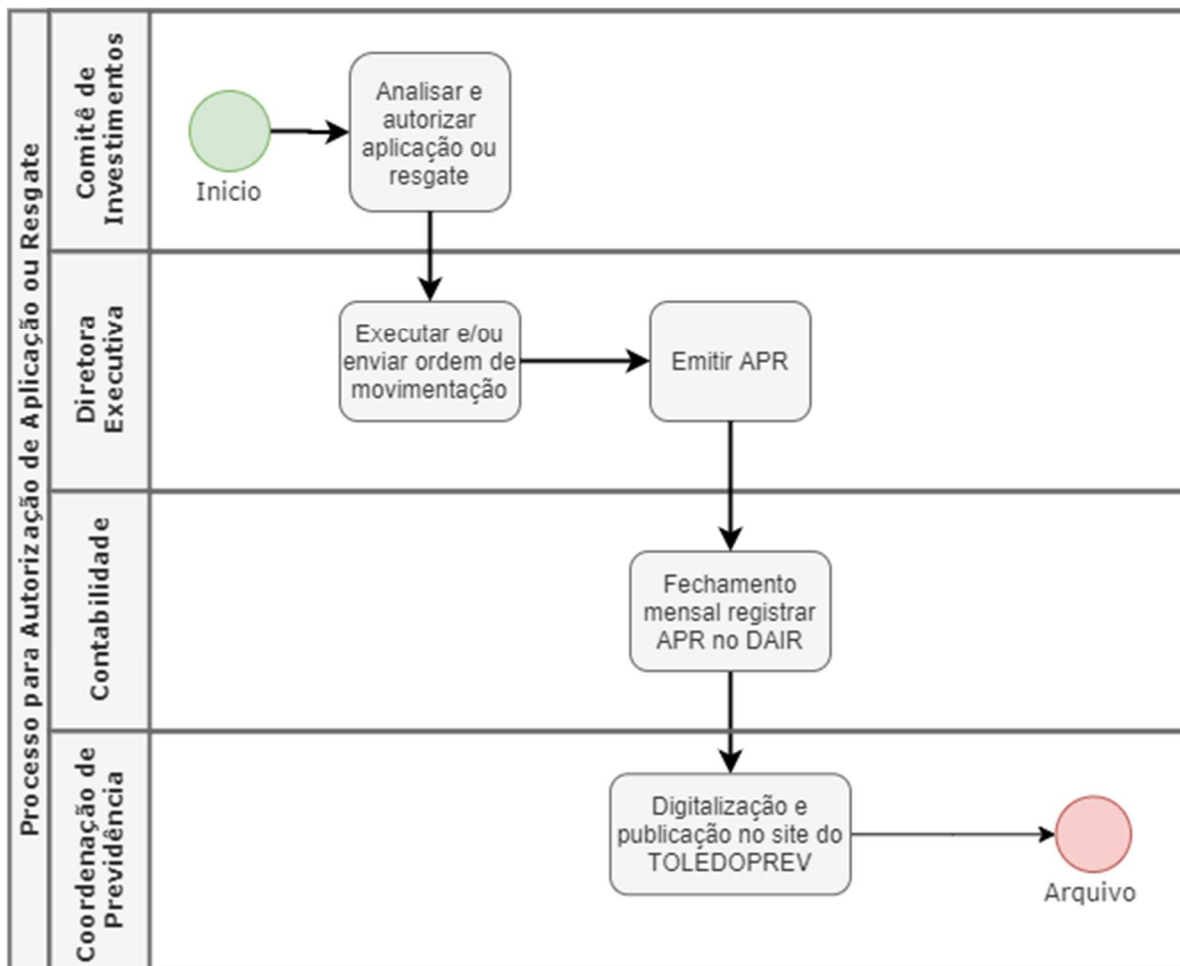 Processo para Autorização de Aplicação ou Resgate
Comitê de
Investimentos
Inicio
Analisar e
autorizar
aplicação ou
resgate
Diretora
Executiva
Executar e/ou
enviar ordem de
movimentação
Emitir APR
Contabilidade
Fechamento
mensal registrar
APR no DAIR
Coordenação de
Previdência
Digitalização e
publicação no site do
TOLEDOPREV
Arquivo